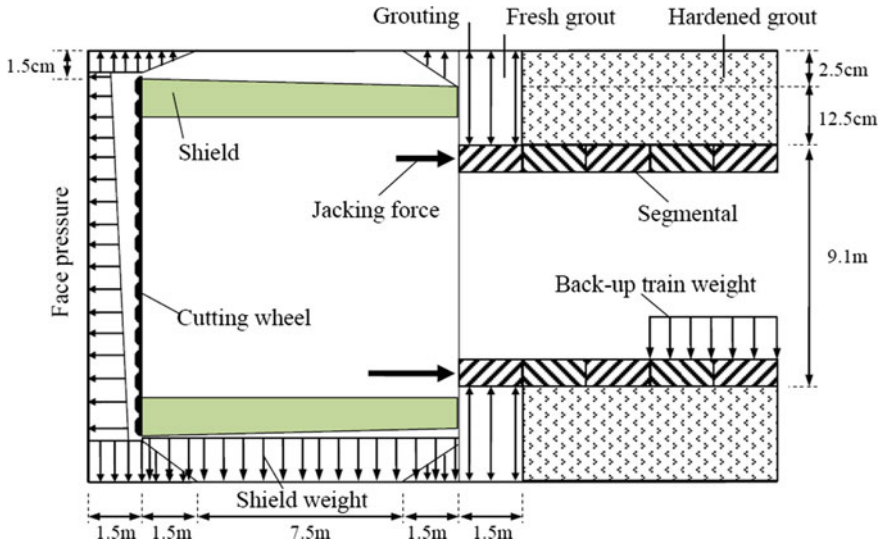 Grouting Fresh grout Hardened grout
1.5cm
2.5cm
12.5cm
Shield
Jacking force
Segmental
Face pressure
9.1m
Back-up train weight
Cutting wheel
Shield weight
1.5m 1.5m 7.5m 1.5m 1.5m